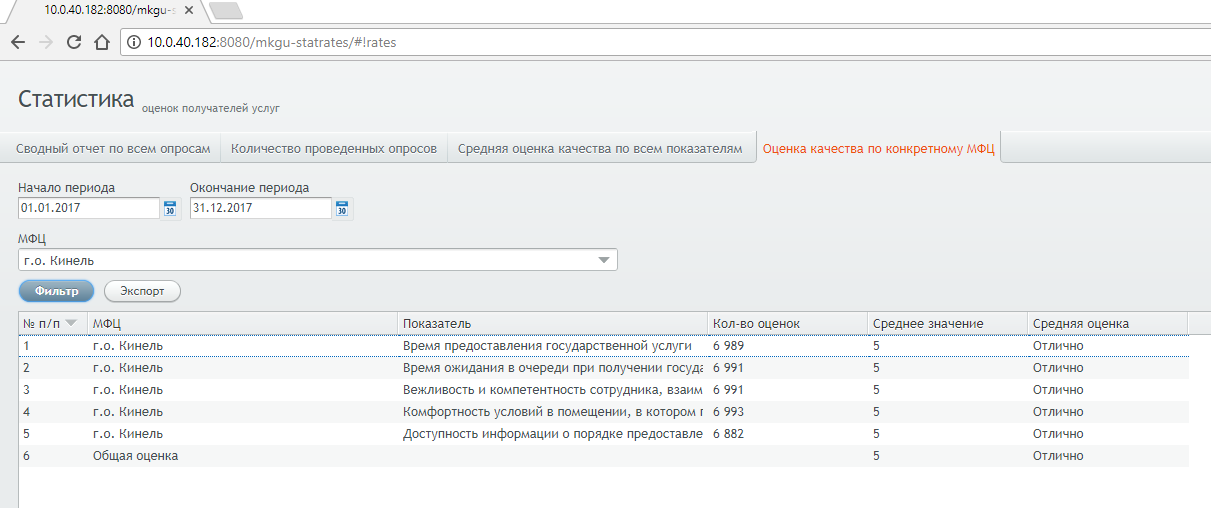 10.0.40.182:8080/mkgu-s
10.0.40.182:8080/mkgu-statrates/#!rates
Статистика оценок получателей услуг
Сводный отчет по всем опросам Количество проведенных опросов Средняя оценка качества по всем показателям Оценка качества по конкретному МФЦ
Начало периода Окончание периода
01.01.2017 30 31.12.2017 30
МФЦ
г.о. Кинель
Фильтр Экспорт
№ п/п МФЦ Показатель Кол-во оценок Среднее значение Средняя оценка
1 г.о. Кинель Время предоставления государственной услуги 6 989 5 Отлично
2 г.о. Кинель Время ожидания в очереди при получении госуда 6 991 5 Отлично
3 г.о. Кинель Вежливость и компетентность сотрудника, взаим 6 991 5 Отлично
4 г.о. Кинель Комфортность условий в помещении, в котором г 6 993 5 Отлично
5 г.о. Кинель Доступность информации о порядке предоставле 6 882 5 Отлично
6 Общая оценка 5 Отлично